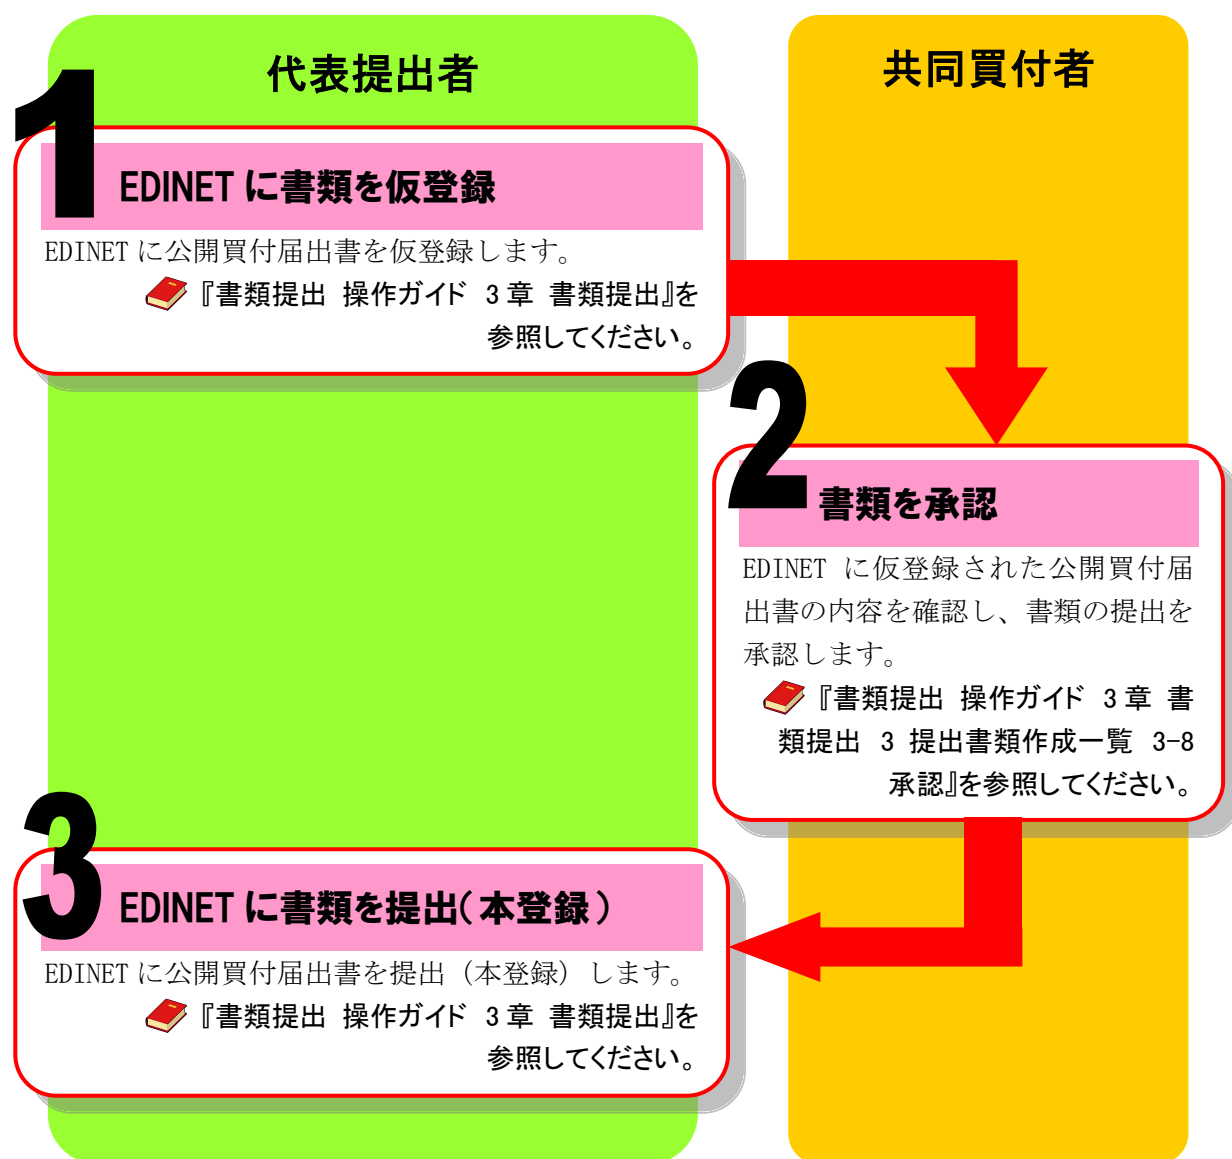 代表提出者
共同買付者
1
EDINET に書類を仮登録
EDINET に公開買付届出書を仮登録します。
『書類提出 操作ガイド 3 章 書類提出』を
参照してください。
2
書類を承認
EDINET に仮登録された公開買付届
出書の内容を確認し、書類の提出を
承認します。
『書類提出 操作ガイド 3 章 書
類提出 3 提出書類作成一覧 3-8
承認』を参照してください。
3
EDINET に書類を提出(本登録)
EDINET に公開買付届出書を提出（本登録）します。
『書類提出 操作ガイド 3 章 書類提出』を
参照してください。